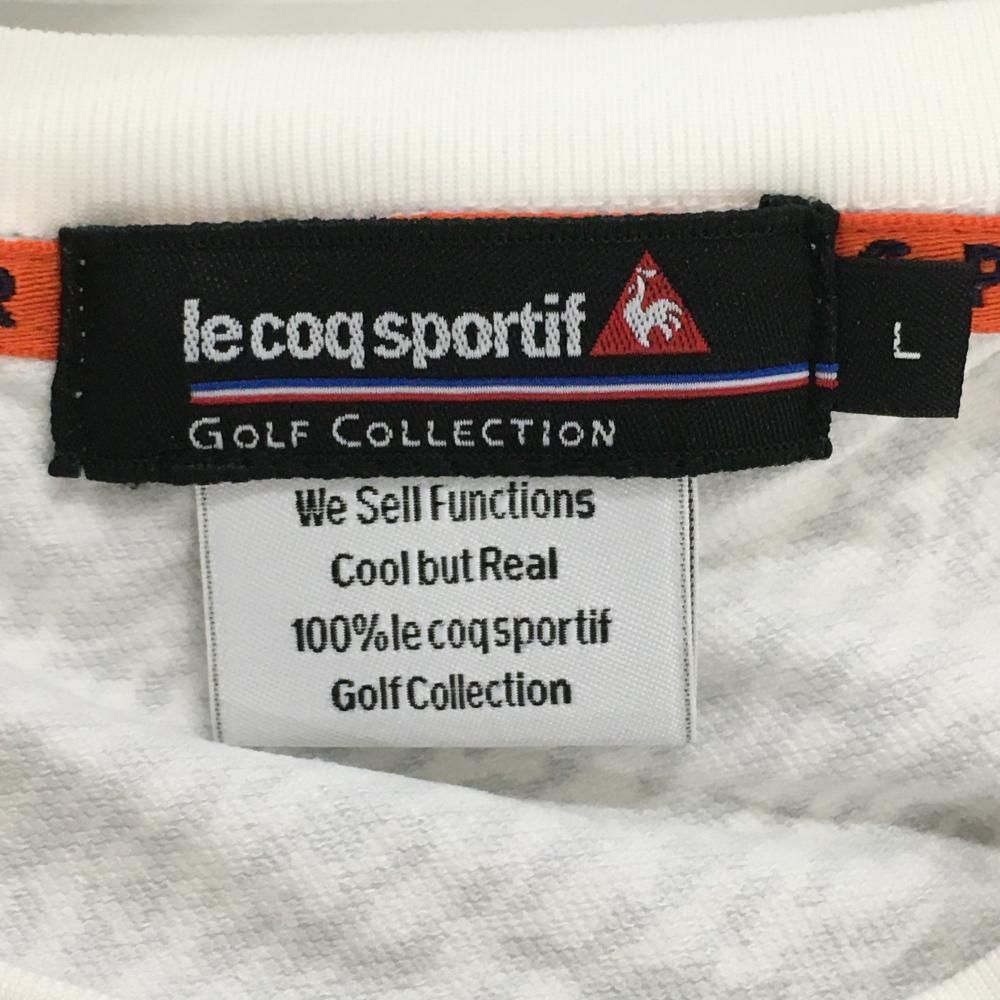 le coq sportif
GOLF COLLECTION
L
We Sell Functions
Cool but Real
100% le coq sportif
Golf Collection